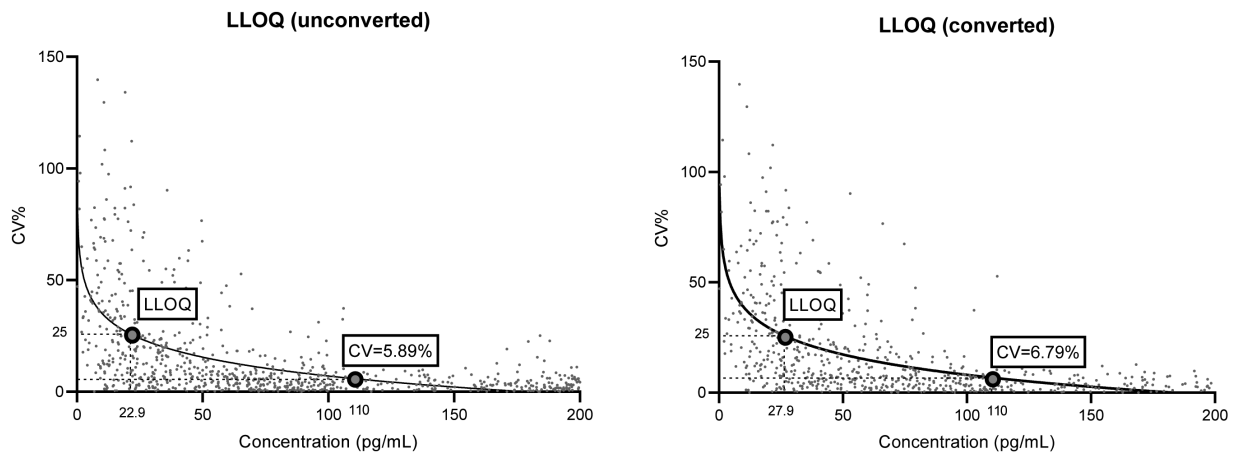 LLOQ (unconverted)
150
100
50
25
0
CV%
LLOQ
CV=5.89%
0
22.9
50
100
110
150
200
Concentration (pg/mL)
LLOQ (converted)
150
100
50
25
0
CV%
LLOQ
CV=6.79%
0
27.9
50
100
110
150
200
Concentration (pg/mL)